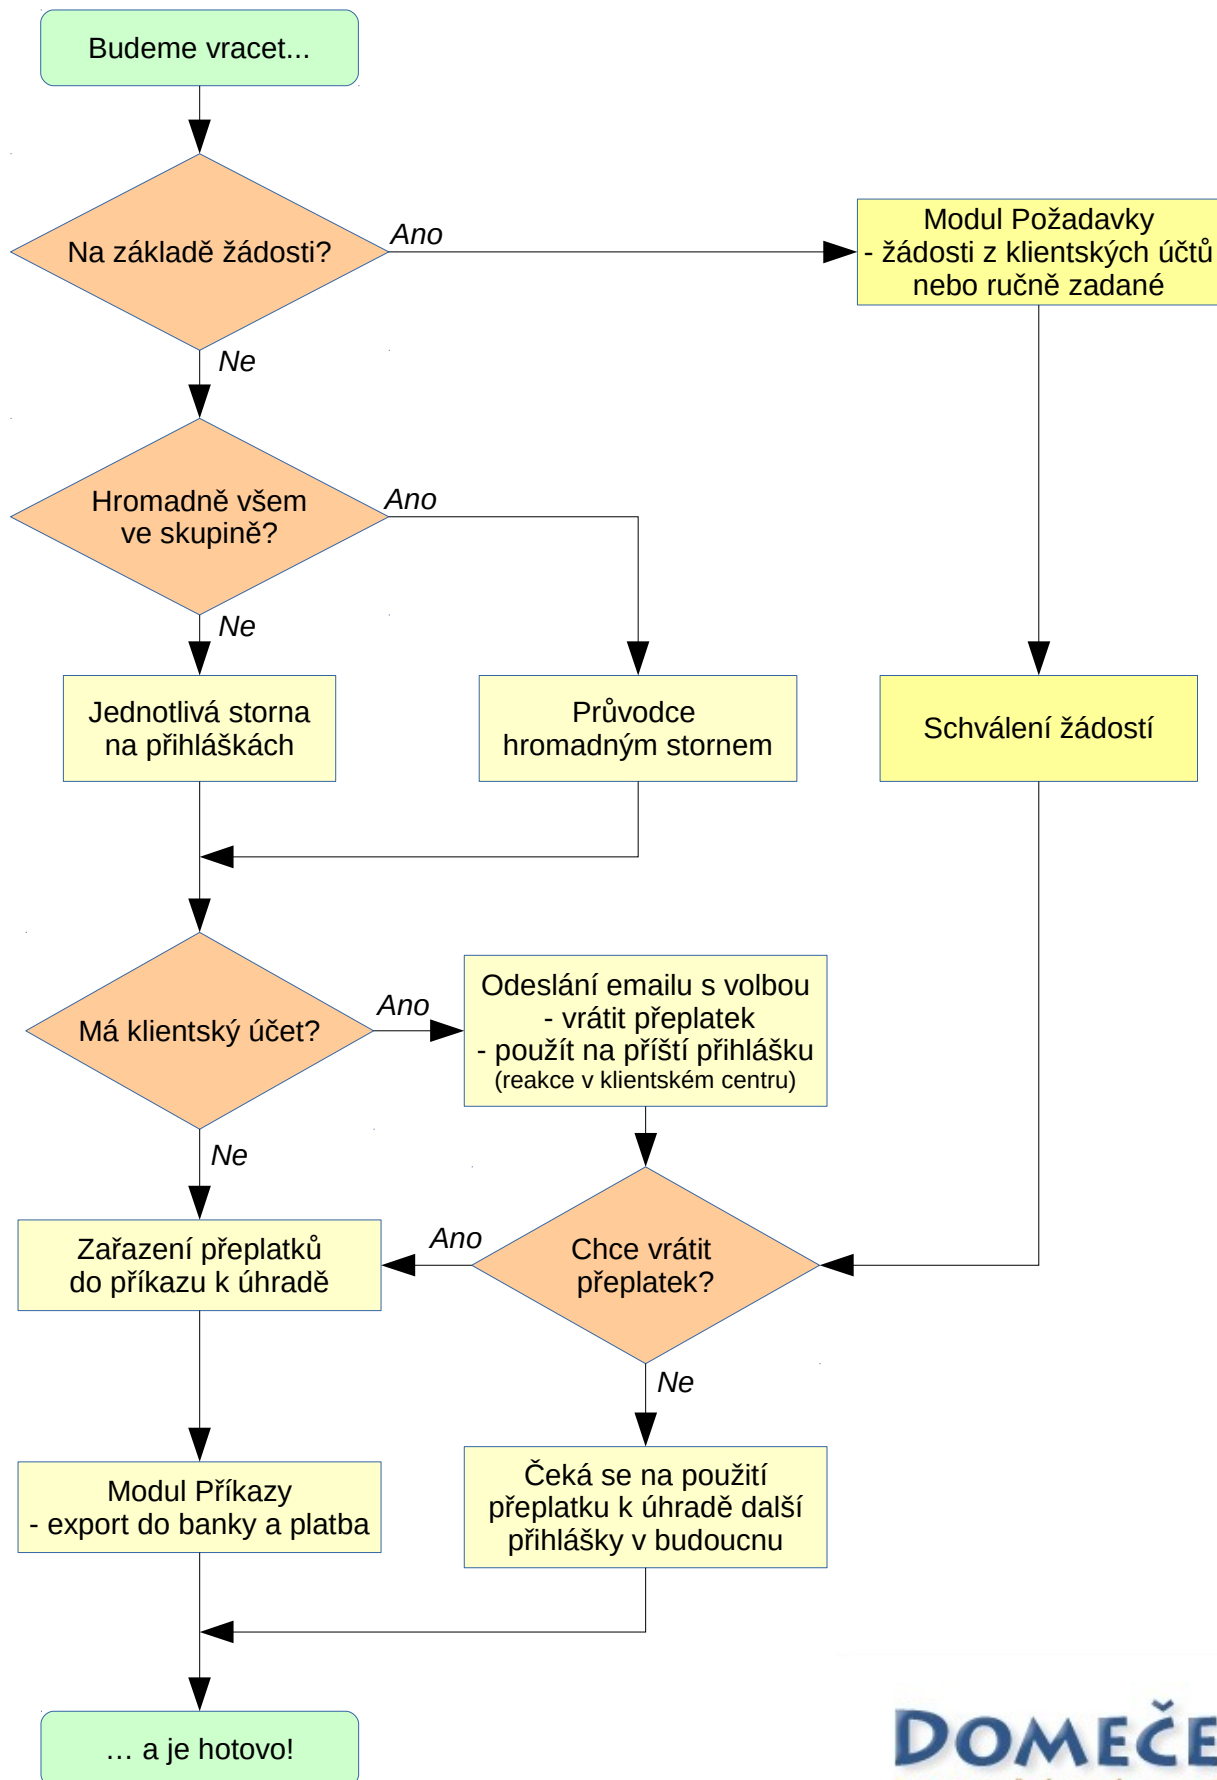 Budeme vracet...
Na základě žádosti?
Ano
Modul Požadavky
- žádosti z klientských účtů
nebo ručně zadané
Ne
Hromadně všem
ve skupině?
Ano
Ne
Jednotlivá storna
na přihláškách
Průvodce
hromadným stornem
Schválení žádostí
Má klientský účet?
Ano
Odeslání emailu s volbou
- vrátit přeplatek
- použít na příští přihlášku
(reakce v klientském centru)
Ne
Zařazení přeplatků
do příkazu k úhradě
Ano
Chce vrátit
přeplatek?
Ne
Modul Příkazy
- export do banky a platba
Čeká se na použití
přeplatku k úhradě další
přihlášky v budoucnu
… a je hotovo!
DOMEČE